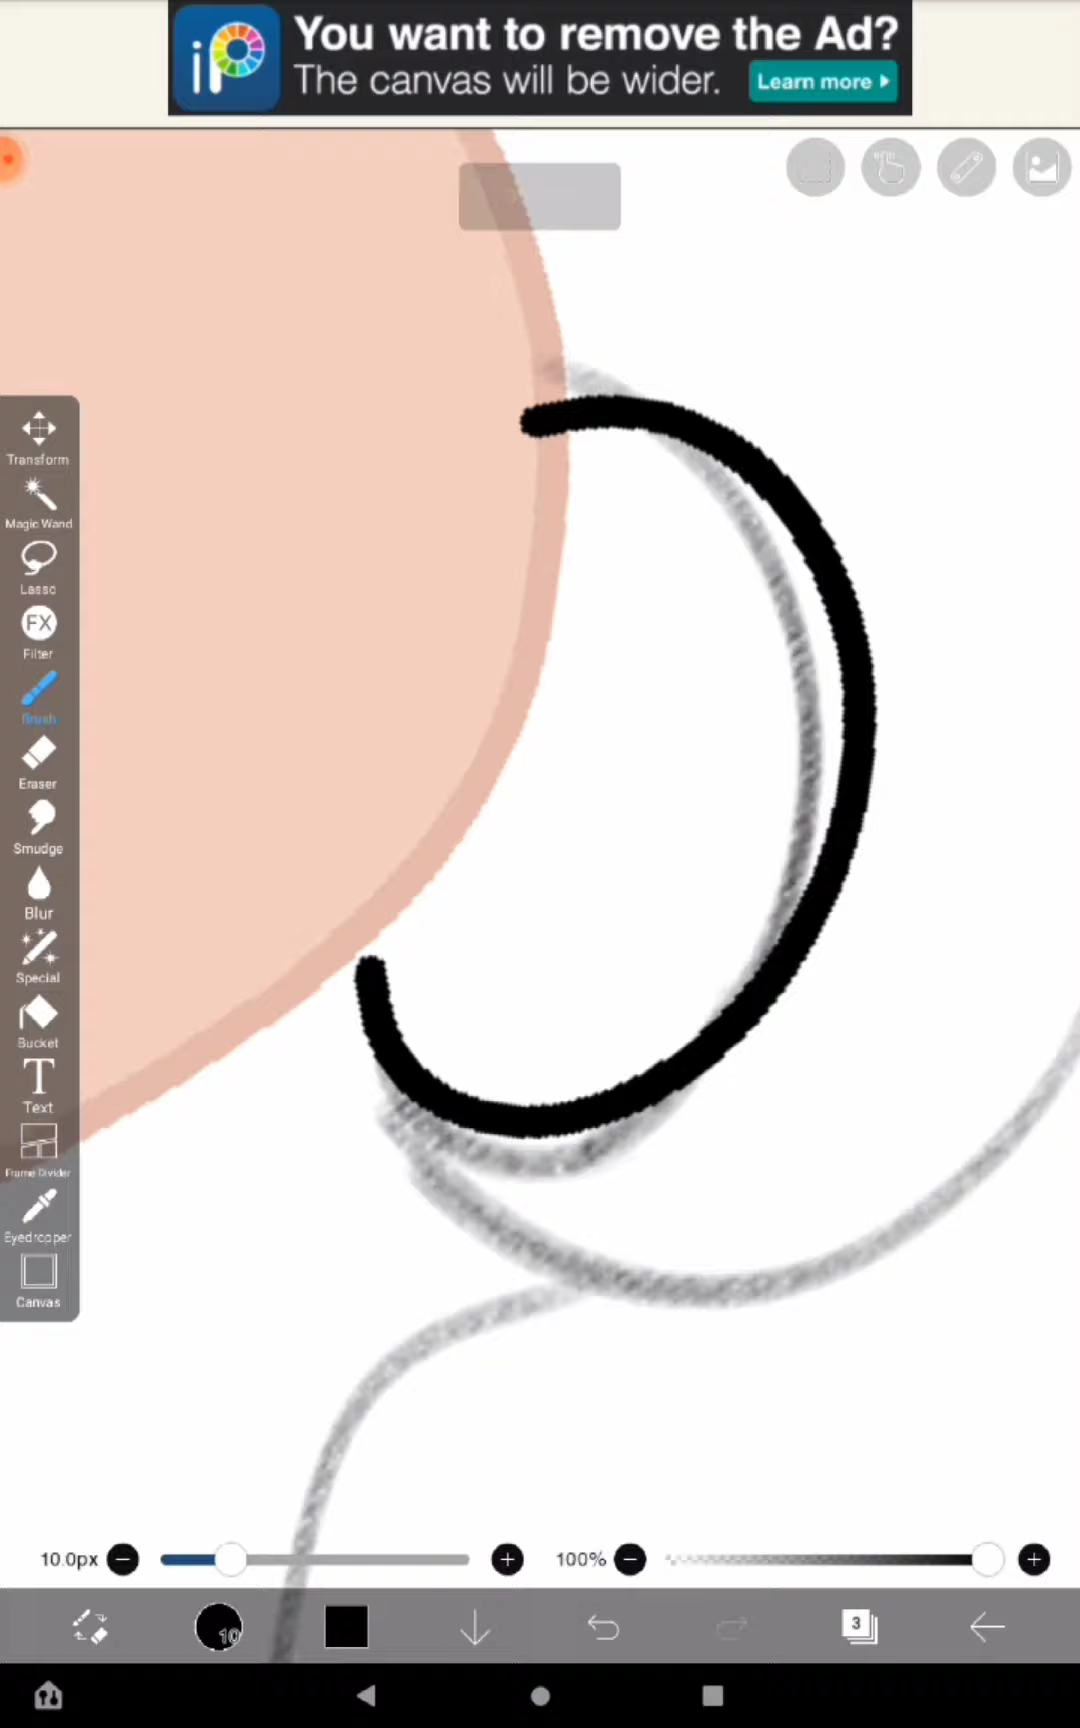 iP
You want to remove the Ad?
The canvas will be wider.
Learn more
Transform
Magic Wand
Lasso
FX
Filter
Brush
Eraser
Smudge
Blur
Special
Bucket
T
Text
Frame Divider
Eyedropper
Canvas
10.0px
100%
10
3